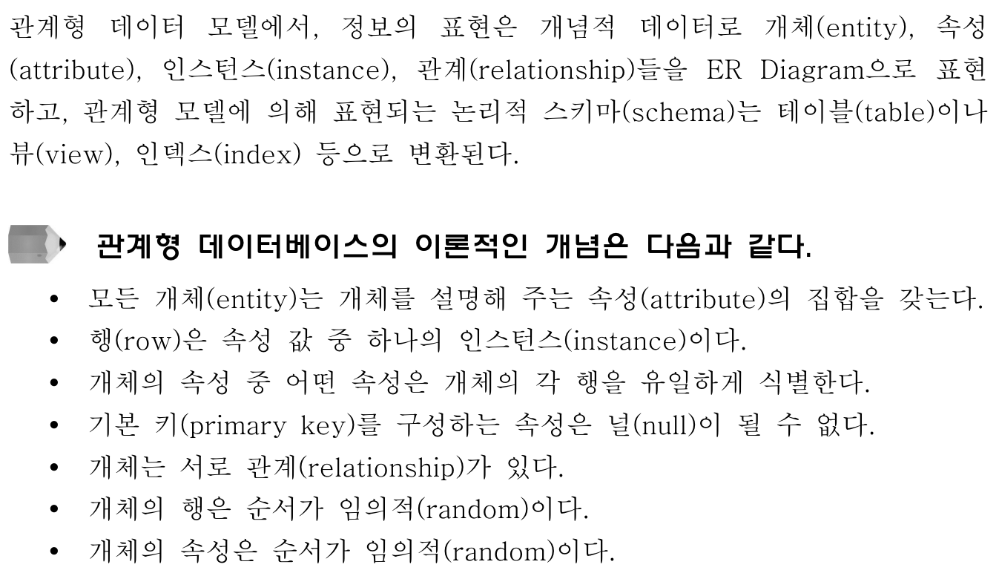 관계형 데이터 모델에서, 정보의 표현은 개념적 데이터로 개체(entity), 속성
(attribute), 인스턴스(instance), 관계(relationship)들을 ER Diagram으로 표현
하고, 관계형 모델에 의해 표현되는 논리적 스키마(schema)는 테이블(table)이나
뷰(view), 인덱스(index) 등으로 변환된다.
관계형 데이터베이스의 이론적인 개념은 다음과 같다.
• 모든 개체(entity)는 개체를 설명해 주는 속성(attribute)의 집합을 갖는다.
• 행(row)은 속성 값 중 하나의 인스턴스(instance)이다.
• 개체의 속성 중 어떤 속성은 개체의 각 행을 유일하게 식별한다.
• 기본 키(primary key)를 구성하는 속성은 널(null)이 될 수 없다.
• 개체는 서로 관계(relationship)가 있다.
• 개체의 행은 순서가 임의적(random)이다.
• 개체의 속성은 순서가 임의적(random)이다.